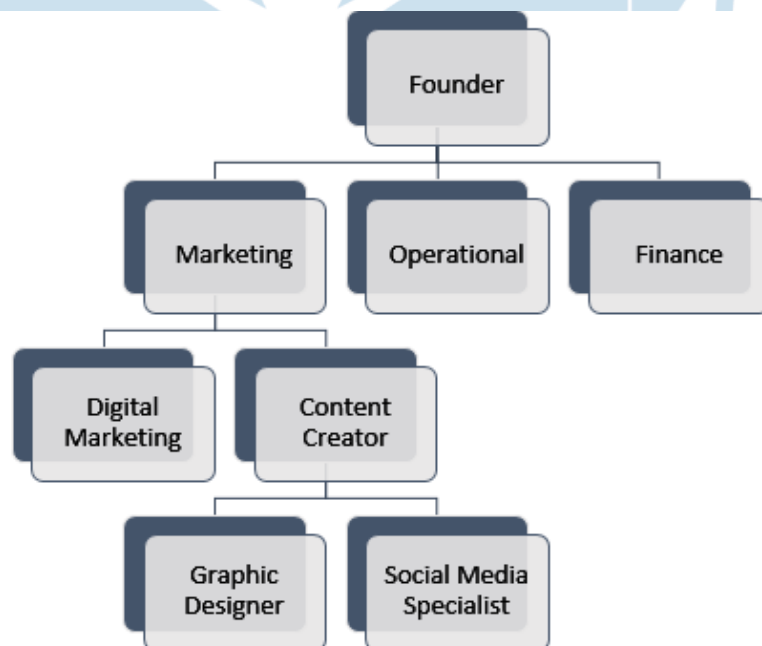 Founder
Marketing
Operational
Finance
Digital
Marketing
Content
Creator
Graphic
Designer
Social Media
Specialist